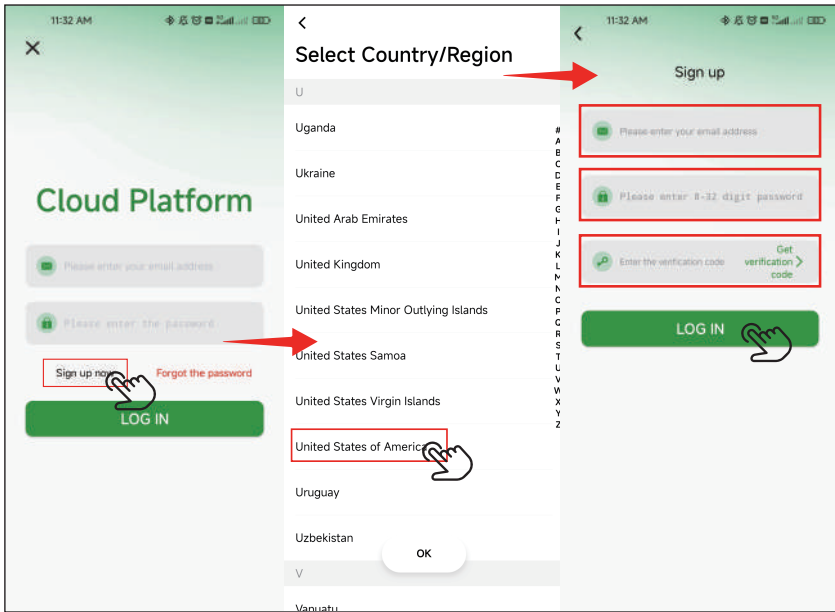 11:32 AM
Cloud Platform
Please enter your email address
Please enter the password
Sign up now
Forgot the password
LOG IN
Select Country/Region
U
Uganda
Ukraine
United Arab Emirates
United Kingdom
United States Minor Outlying Islands
United States Samoa
United States Virgin Islands
United States of America
Uruguay
Uzbekistan
OK
V
Vanuatu
#
A
B
C
D
E
F
G
H
I
J
K
L
M
N
O
P
Q
R
S
T
U
V
W
X
Y
Z
11:32 AM
Sign up
Please enter your email address
Please enter 8-32 digit password
Enter the verification code
Get
verification
code
LOG IN